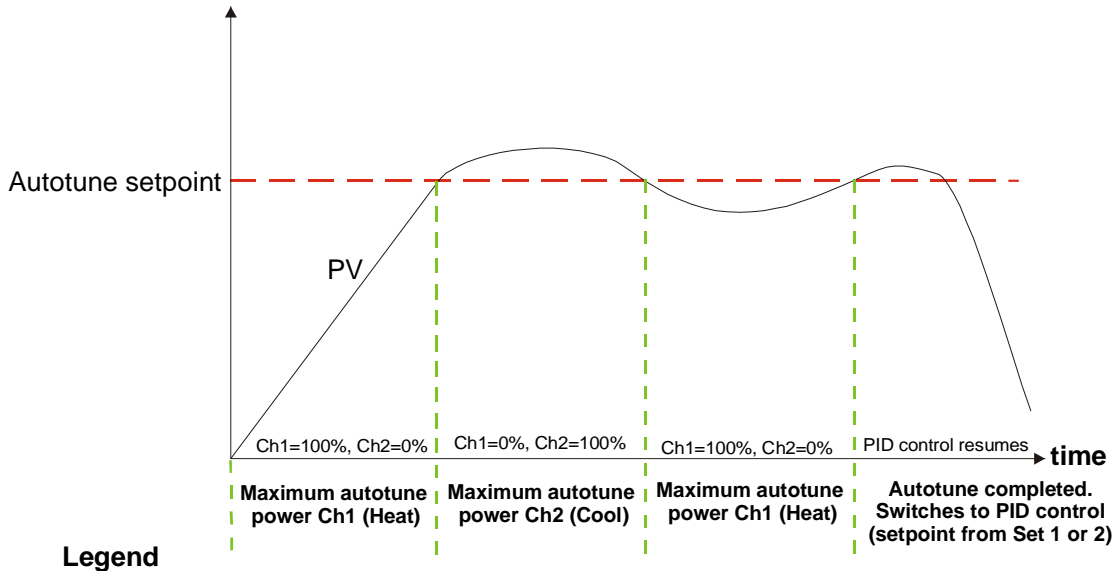 Autotune setpoint
PV
Ch1=100%, Ch2=0%
Ch1=0%, Ch2=100%
Ch1=100%, Ch2=0%
PID control resumes
time
Maximum autotune
power Ch1 (Heat)
Maximum autotune
power Ch2 (Cool)
Maximum autotune
power Ch1 (Heat)
Autotune completed.
Switches to PID control
(setpoint from Set 1 or 2)
Legend